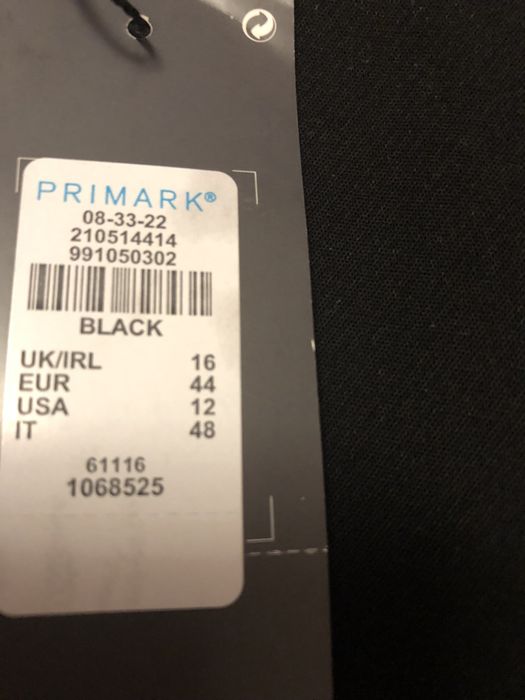 PRIMARK®
08-33-22
210514414
991050302
BLACK
UK/IRL 16
EUR 44
USA 12
IT 48
61116
1068525